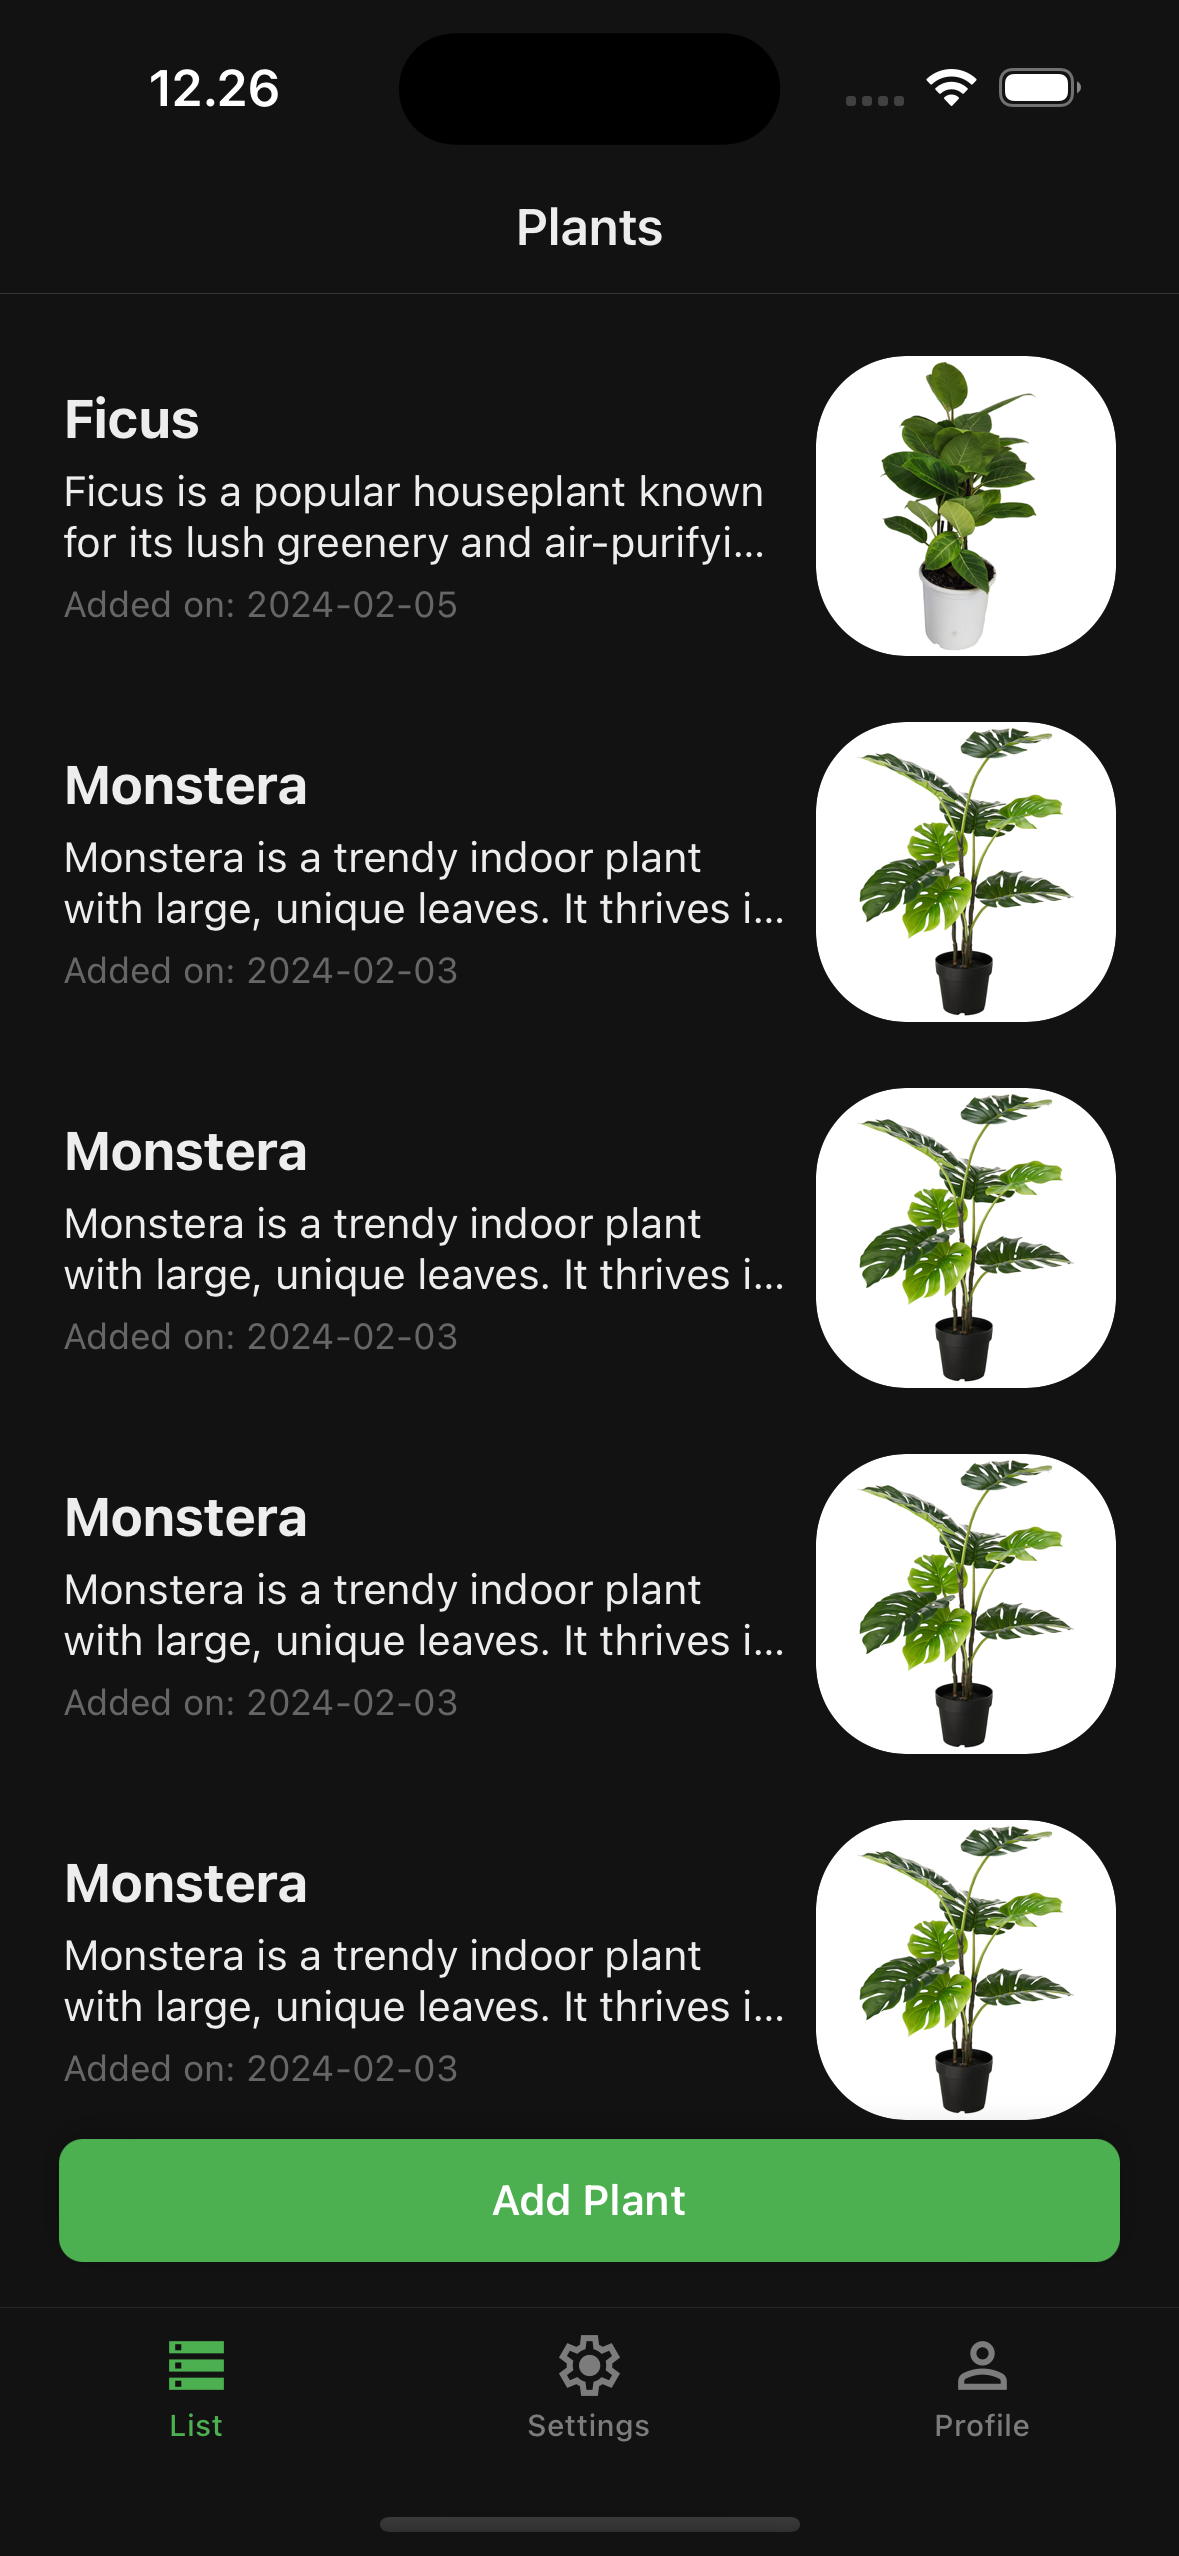 12.26
Plants
Ficus
Ficus is a popular houseplant known
for its lush greenery and air-purifyi...
Added on: 2024-02-05
Monstera
Monstera is a trendy indoor plant
with large, unique leaves. It thrives i...
Added on: 2024-02-03
Monstera
Monstera is a trendy indoor plant
with large, unique leaves. It thrives i...
Added on: 2024-02-03
Monstera
Monstera is a trendy indoor plant
with large, unique leaves. It thrives i...
Added on: 2024-02-03
Monstera
Monstera is a trendy indoor plant
with large, unique leaves. It thrives i...
Added on: 2024-02-03
Add Plant
List
Settings
Profile